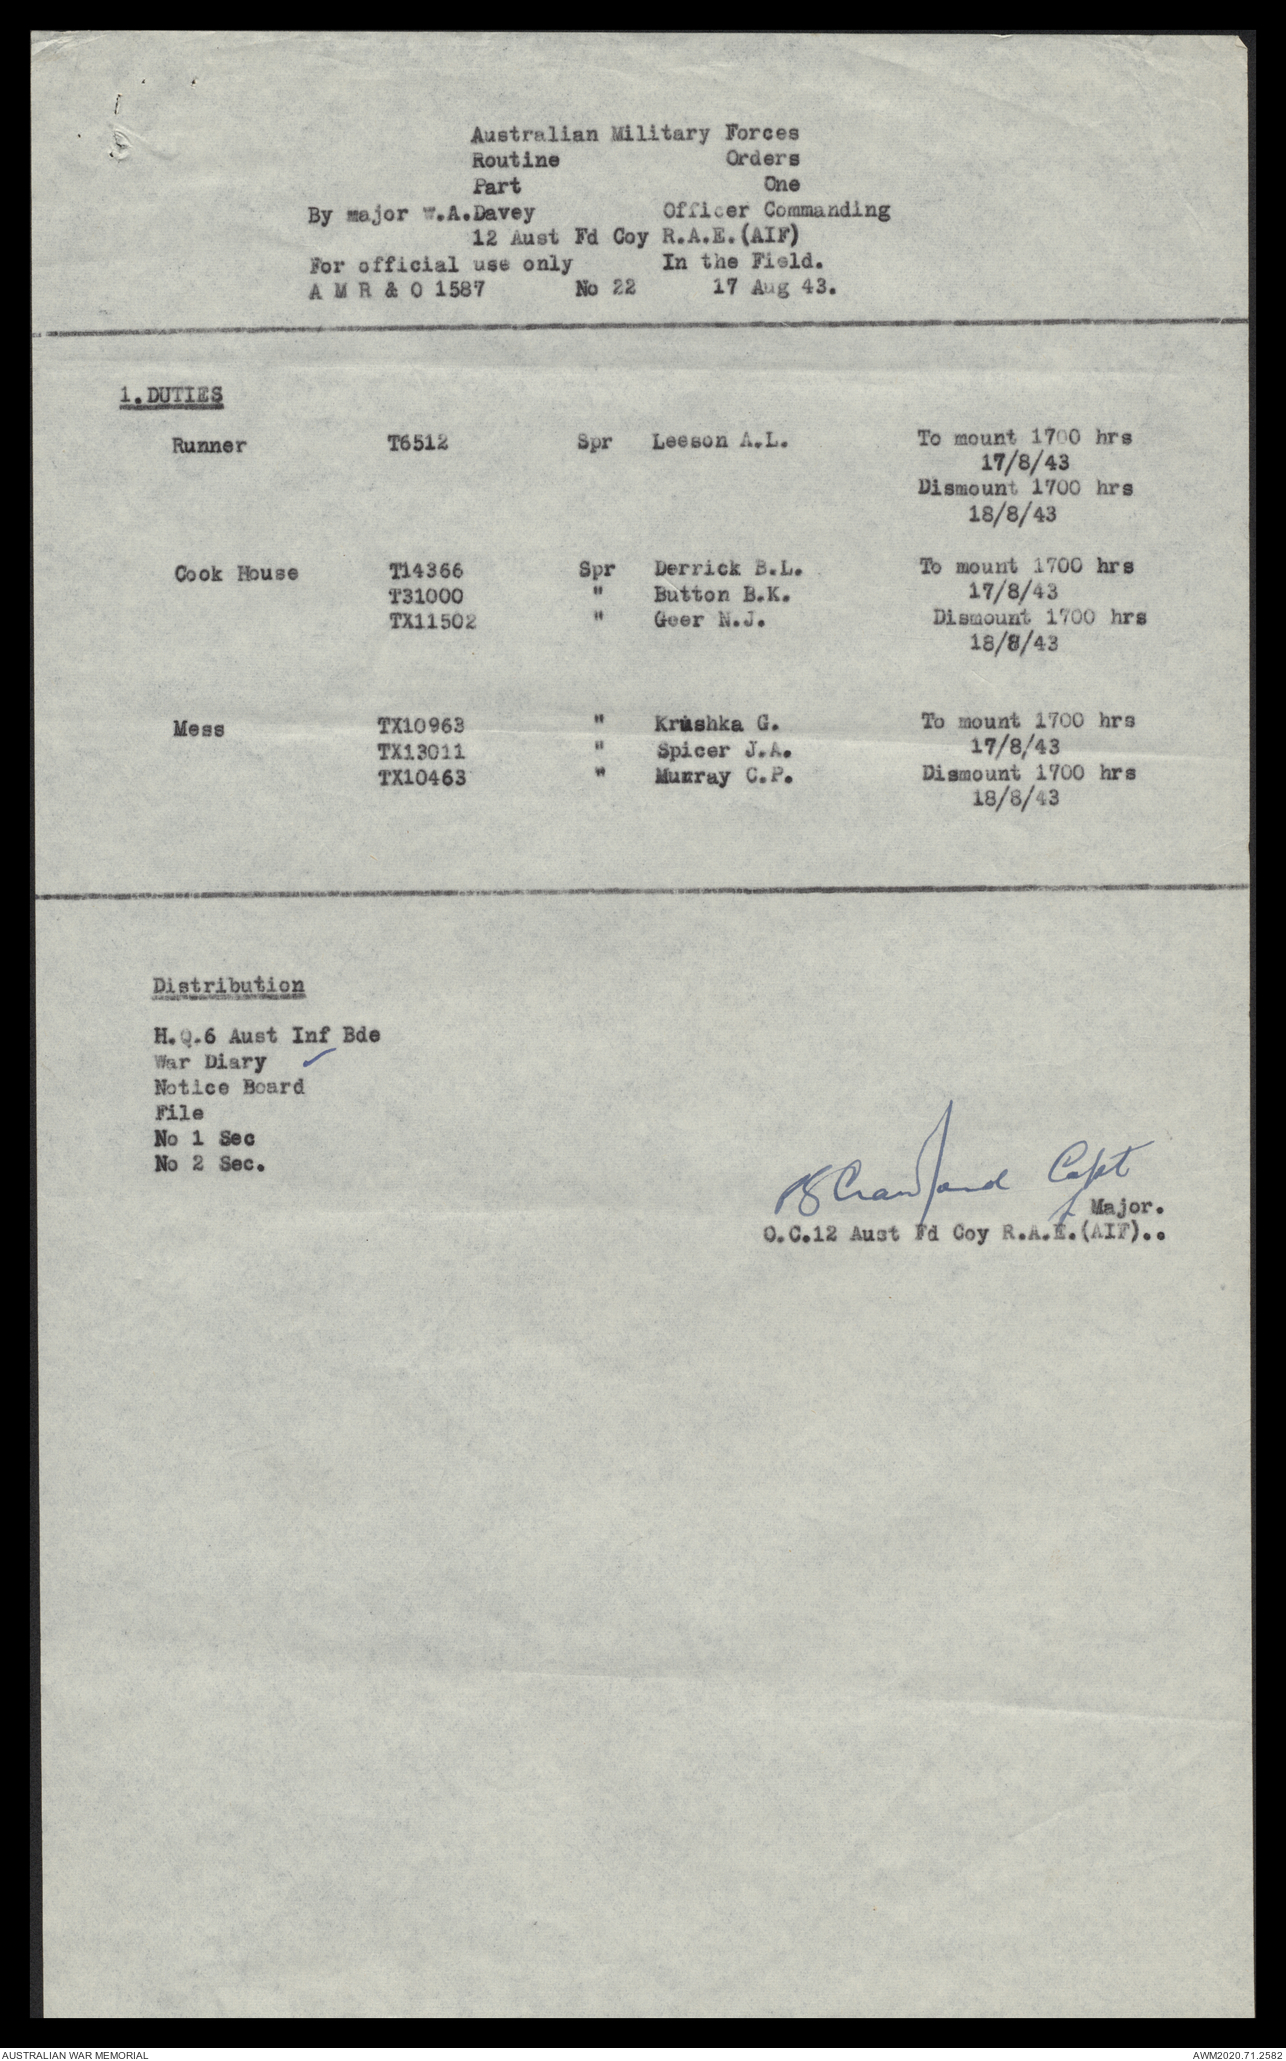 Australian Military Forces
Routine Orders
Part One
By major W.A.Davey Officer Commanding
12 Aust Fd Coy R.A.E.(AIF)
For official use only In the Field.
A M R & O 1587 No 22 17 Aug 43.
1.DUTIES
Runner T6512 Spr Leeson A.L. To mount 1700 hrs
17/8/43
Dismount 1700 hrs
18/8/43
Cook House T14366 Spr Derrick B.L. To mount 1700 hrs
T31000 " Button B.K. 17/8/43
TX11502 " Geer N.J. Dismount 1700 hrs
18/8/43
Mess TX10963 " Krushka G. To mount 1700 hrs
TX13011 " Spicer J.A. 17/8/43
TX10463 " Murray C.P. Dismount 1700 hrs
18/8/43
Distribution
H.Q.6 Aust Inf Bde
War Diary ✓
Notice Board
File
No 1 Sec
No 2 Sec.
Crawford Capt
Major.
O.C.12 Aust Fd Coy R.A.E.(AIF)..
AUSTRALIAN WAR MEMORIAL AWM2020.71.2582